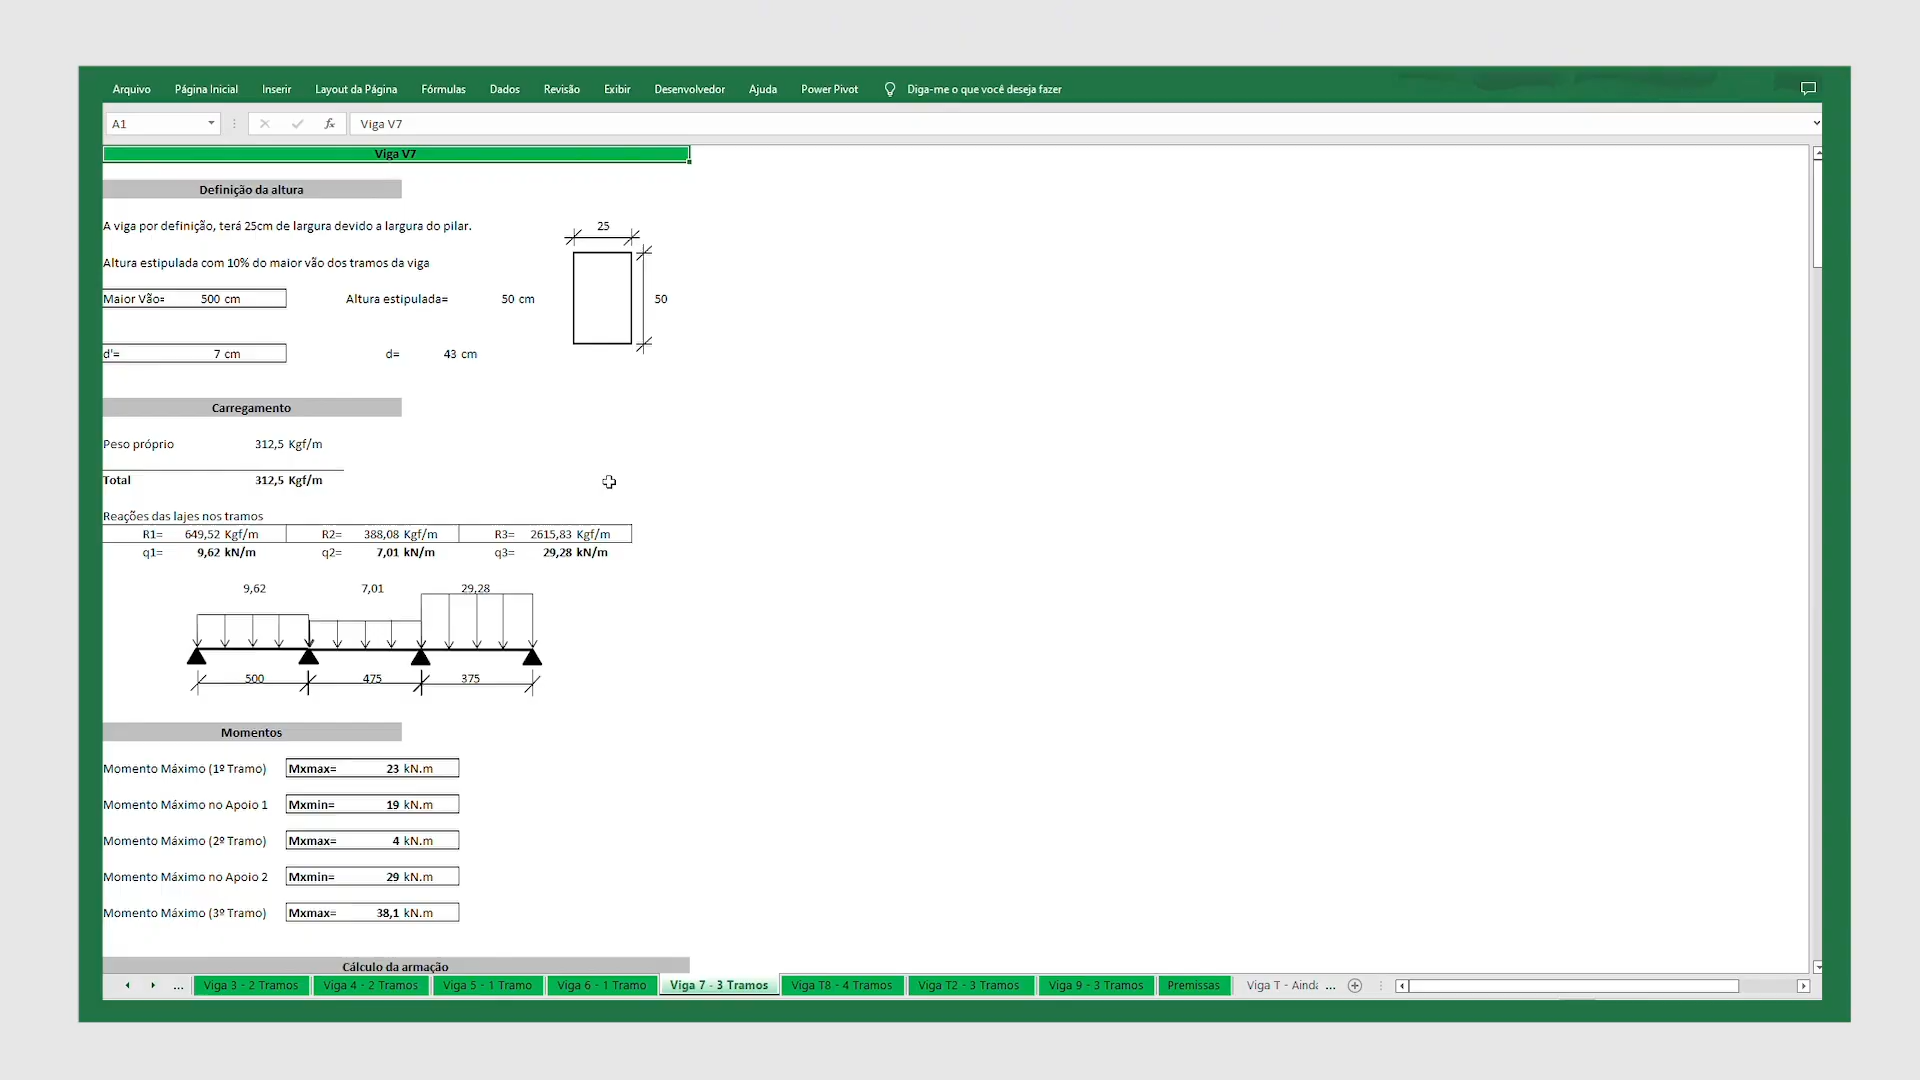 Arquivo Página Inicial Inserir Layout da Página Fórmulas Dados Revisão Exibir Desenvolvedor Ajuda Power Pivot Diga-me o que você deseja fazer
A1 fx Viga V7
Viga V7
Definição da altura
A viga por definição, terá 25cm de largura devido a largura do pilar.
25
Altura estipulada com 10% do maior vão dos tramos da viga
Maior Vão= 500 cm Altura estipulada= 50 cm 50
d'= 7 cm d= 43 cm
Carregamento
Peso próprio 312,5 Kgf/m
Total 312,5 Kgf/m
Reações das lajes nos tramos
R1= 649,52 Kgf/m R2= 388,08 Kgf/m R3= 2615,83 Kgf/m
q1= 9,62 kN/m q2= 7,01 kN/m q3= 29,28 kN/m
9,62 7,01 29,28
500 475 375
Momentos
Momento Máximo (1º Tramo) Mxmax= 23 kN.m
Momento Máximo no Apoio 1 Mxmin= 19 kN.m
Momento Máximo (2º Tramo) Mxmax= 4 kN.m
Momento Máximo no Apoio 2 Mxmin= 29 kN.m
Momento Máximo (3º Tramo) Mxmax= 38,1 kN.m
Cálculo da armação
... Viga 3 - 2 Tramos Viga 4 - 2 Tramos Viga 5 - 1 Tramo Viga 6 - 1 Tramo Viga 7 - 3 Tramos Viga T8 - 4 Tramos Viga T2 - 3 Tramos Viga 9 - 3 Tramos Premissas Viga T - Ainda ...